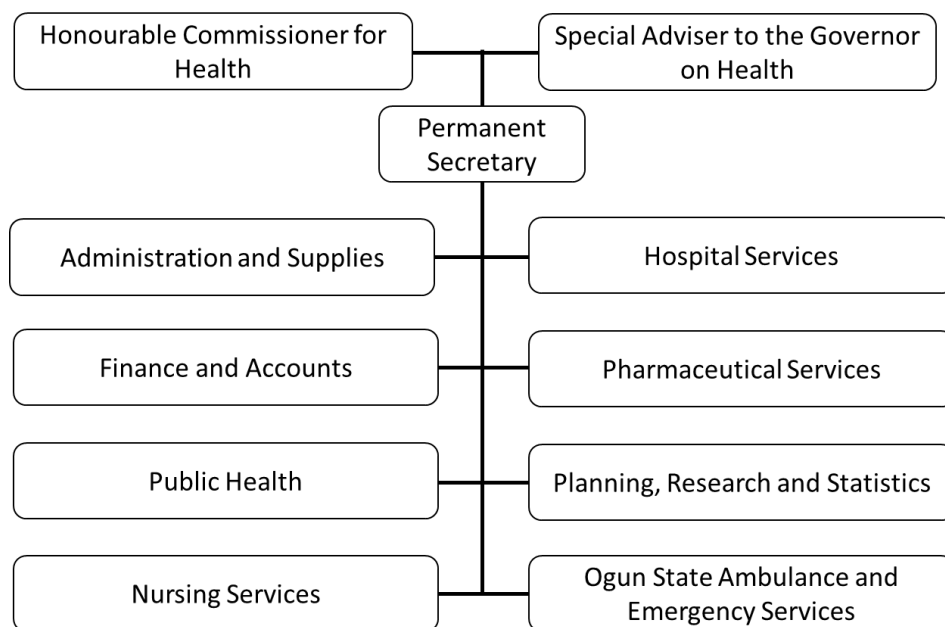 Honourable Commissioner for
Health
Special Adviser to the Governor
on Health
Permanent
Secretary
Administration and Supplies
Hospital Services
Finance and Accounts
Pharmaceutical Services
Public Health
Planning, Research and Statistics
Nursing Services
Ogun State Ambulance and
Emergency Services